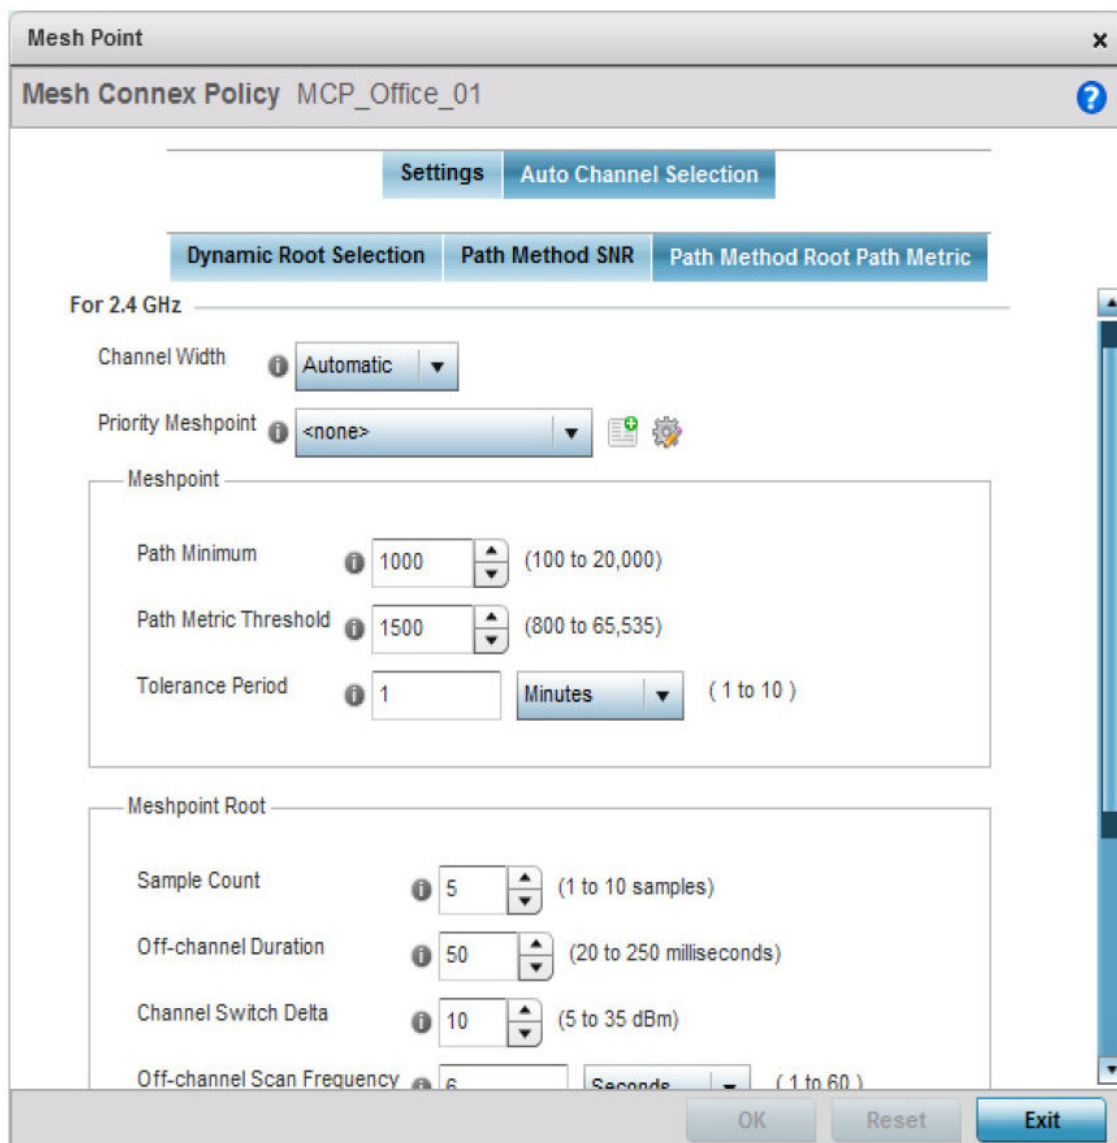 Mesh Point
Mesh Connex Policy MCP_Office_01
Settings Auto Channel Selection
Dynamic Root Selection Path Method SNR Path Method Root Path Metric
For 2.4 GHz
Channel Width Automatic
Priority Meshpoint <none>
Meshpoint
Path Minimum 1000 (100 to 20,000)
Path Metric Threshold 1500 (800 to 65,535)
Tolerance Period 1 Minutes ( 1 to 10 )
Meshpoint Root
Sample Count 5 (1 to 10 samples)
Off-channel Duration 50 (20 to 250 milliseconds)
Channel Switch Delta 10 (5 to 35 dBm)
Off-channel Scan Frequency 6 Seconds ( 1 to 60 )
OK Reset Exit